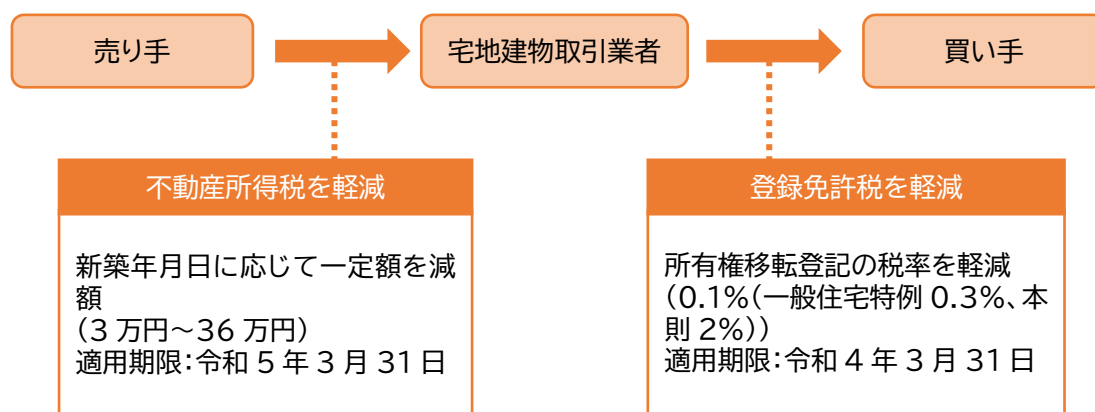 売り手
宅地建物取引業者
買い手
不動産所得税を軽減
新築年月日に応じて一定額を減
額
(3 万円～36 万円)
適用期限:令和 5 年 3 月 31 日
登録免許税を軽減
所有権移転登記の税率を軽減
(0.1%(一般住宅特例 0.3%、本
則 2%))
適用期限:令和 4 年 3 月 31 日